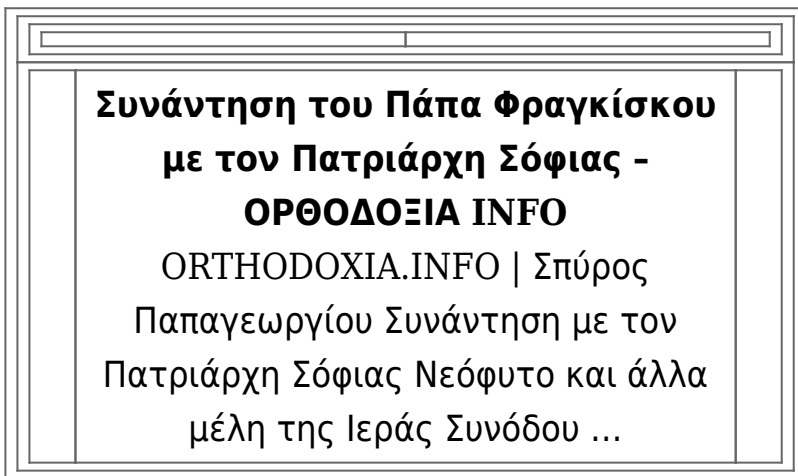 Συνάντηση του Πάπα Φραγκίσκου
με τον Πατριάρχη Σόφιας –
ΟΡΘΟΔΟΞΙΑ INFO
ORTHODOXIA.INFO | Σπύρος
Παπαγεωργίου Συνάντηση με τον
Πατριάρχη Σόφιας Νεόφυτο και άλλα
μέλη της Ιεράς Συνόδου ...